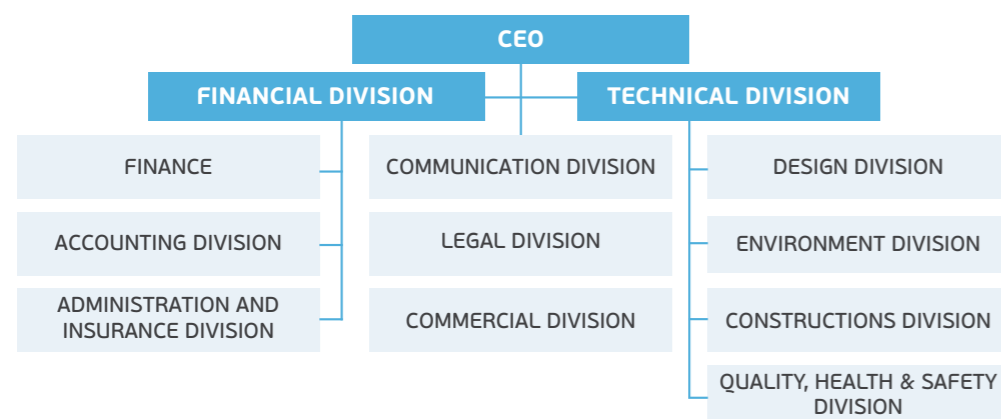 CEO
FINANCIAL DIVISION
TECHNICAL DIVISION
FINANCE
COMMUNICATION DIVISION
DESIGN DIVISION
ACCOUNTING DIVISION
LEGAL DIVISION
ENVIRONMENT DIVISION
ADMINISTRATION AND
INSURANCE DIVISION
COMMERCIAL DIVISION
CONSTRUCTIONS DIVISION
QUALITY, HEALTH & SAFETY
DIVISION